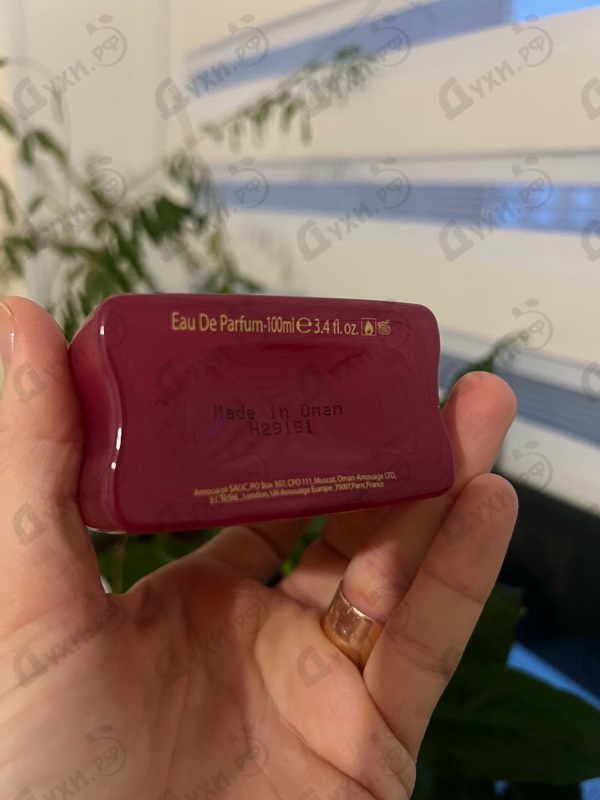 Eau De Parfum-100ml ℮ 3.4 fl. oz.
Made in Oman
H29151
Amouage SAOC, PO Box 307, CPO 111, Muscat, Oman-Amouage LTD,
London, UK-Amouage Europe, 75007, Paris, France
Духи.РФ